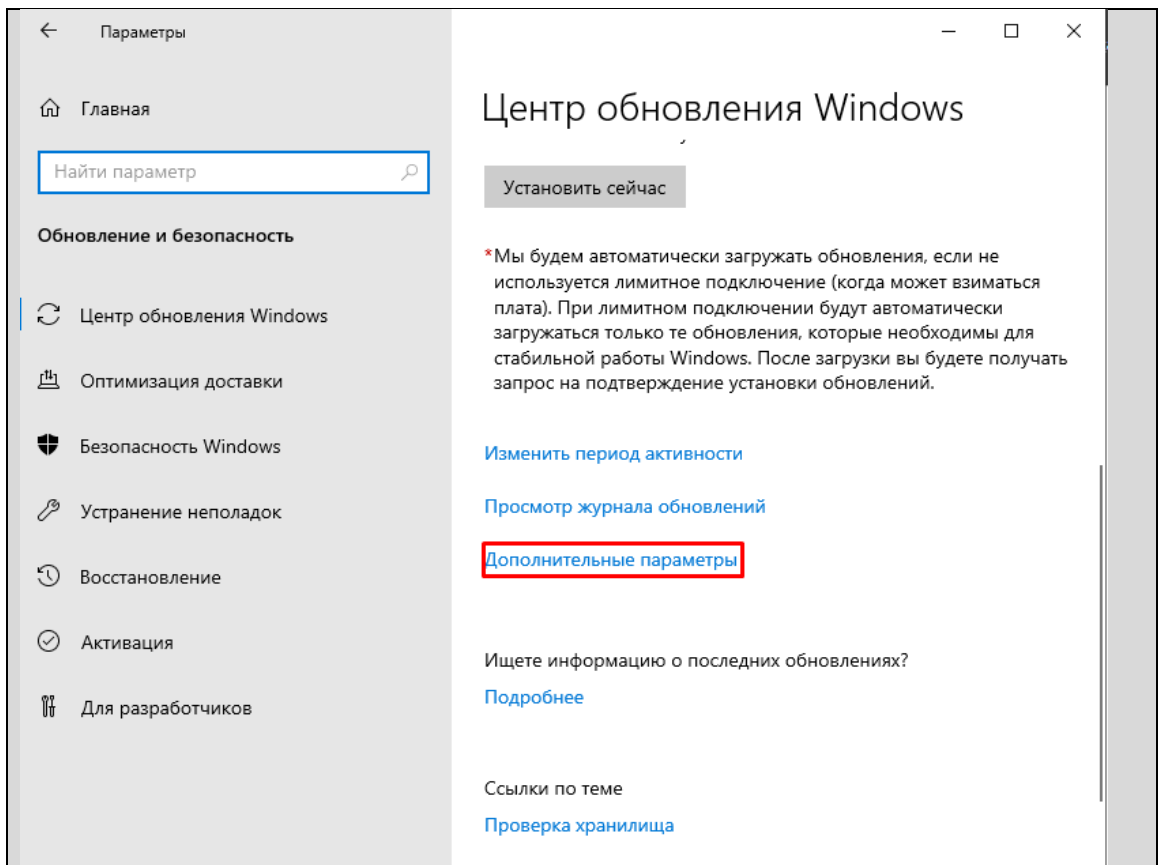 Параметры
Главная
Найти параметр
Обновление и безопасность
Центр обновления Windows
Оптимизация доставки
Безопасность Windows
Устранение неполадок
Восстановление
Активация
Для разработчиков
Центр обновления Windows
Установить сейчас
*Мы будем автоматически загружать обновления, если не
используется лимитное подключение (когда может взиматься
плата). При лимитном подключении будут автоматически
загружаться только те обновления, которые необходимы для
стабильной работы Windows. После загрузки вы будете получать
запрос на подтверждение установки обновлений.
Изменить период активности
Просмотр журнала обновлений
Дополнительные параметры
Ищете информацию о последних обновлениях?
Подробнее
Ссылки по теме
Проверка хранилища